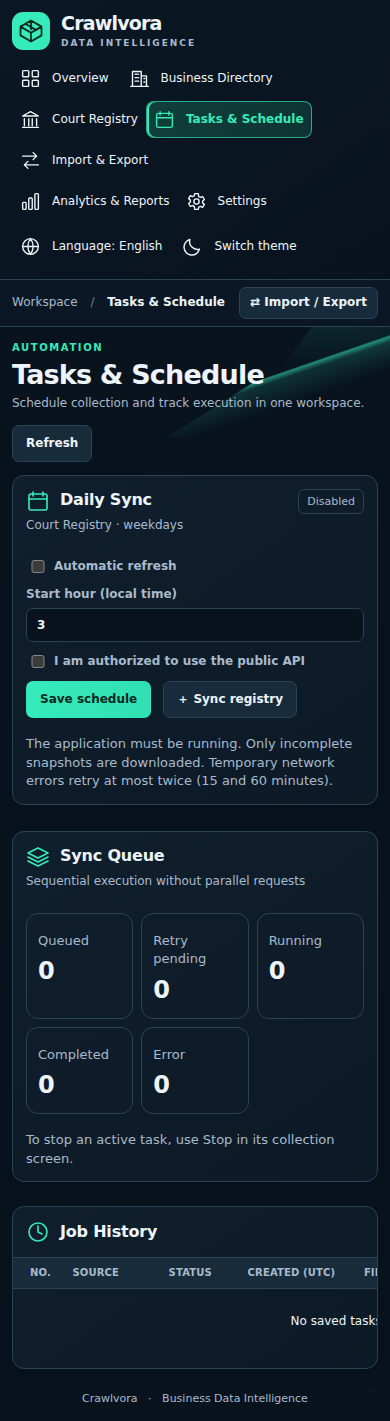 Crawlvora
DATA INTELLIGENCE
Overview
Business Directory
Court Registry
Tasks & Schedule
Import & Export
Analytics & Reports
Settings
Language: English
Switch theme
Workspace / Tasks & Schedule
⇄ Import / Export
AUTOMATION
Tasks & Schedule
Schedule collection and track execution in one workspace.
Refresh
Daily Sync
Disabled
Court Registry · weekdays
Automatic refresh
Start hour (local time)
3
I am authorized to use the public API
Save schedule
+ Sync registry
The application must be running. Only incomplete
snapshots are downloaded. Temporary network
errors retry at most twice (15 and 60 minutes).
Sync Queue
Sequential execution without parallel requests
Queued
0
Retry
pending
0
Running
0
Completed
0
Error
0
To stop an active task, use Stop in its collection
screen.
Job History
NO. SOURCE STATUS CREATED (UTC)
No saved tasks
Crawlvora · Business Data Intelligence